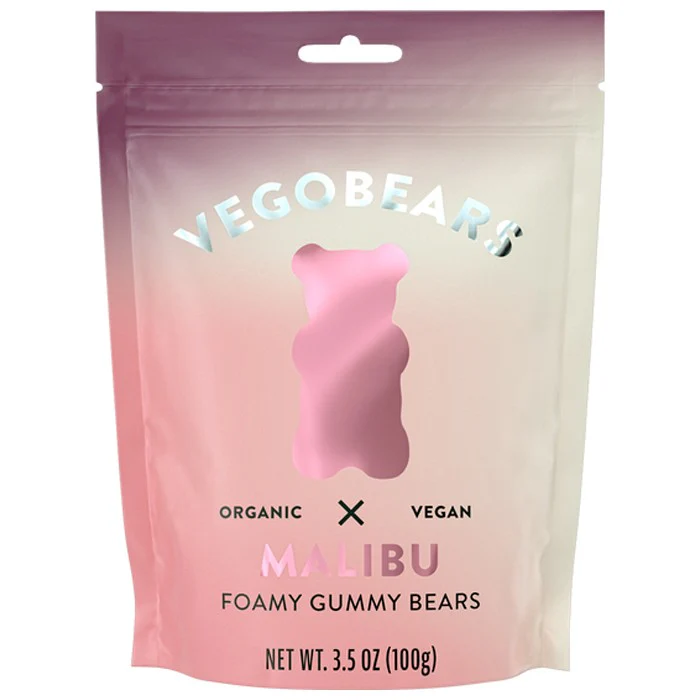 VEGOBEARS
ORGANIC X VEGAN
MALIBU
FOAMY GUMMY BEARS
NET WT. 3.5 OZ (100g)